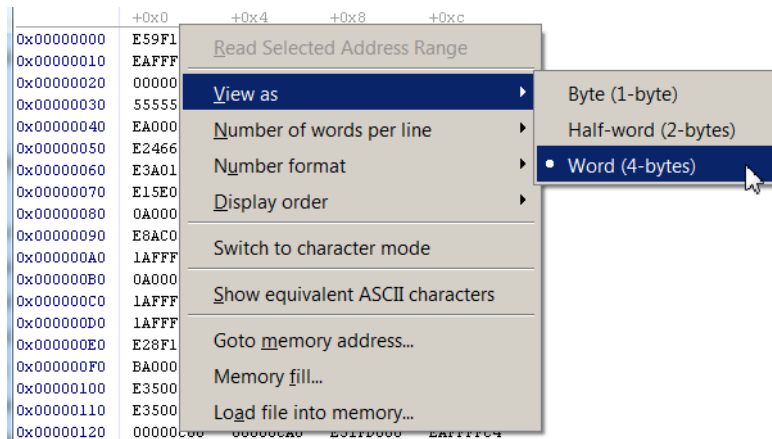 +0x0 +0x4 +0x8 +0xc
0x00000000 E59F1
0x00000010 EAFFF
0x00000020 00000
0x00000030 55555
0x00000040 EA000
0x00000050 E2466
0x00000060 E3A01
0x00000070 E15E0
0x00000080 0A000
0x00000090 E8AC0
0x000000A0 1AFFF
0x000000B0 0A000
0x000000C0 1AFFF
0x000000D0 1AFFF
0x000000E0 E28F1
0x000000F0 BA000
0x00000100 E3500
0x00000110 E3500
0x00000120
Read Selected Address Range
View as
Number of words per line
Number format
Display order
Switch to character mode
Show equivalent ASCII characters
Goto memory address...
Memory fill...
Load file into memory...
Byte (1-byte)
Half-word (2-bytes)
Word (4-bytes)